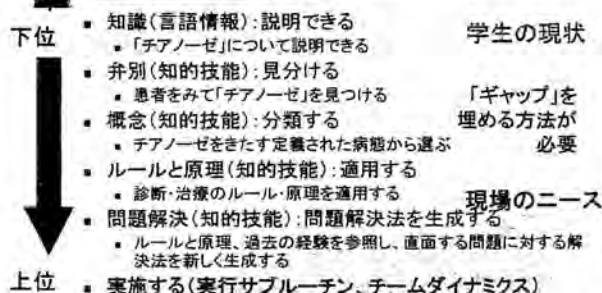 下位
▪ 知識(言語情報):説明できる
▪ 「チアノーゼ」について説明できる
学生の現状
▪ 弁別(知的技能):見分ける
▪ 患者をみて「チアノーゼ」を見つける
▪ 概念(知的技能):分類する
▪ チアノーゼをきたす定義された病態から選ぶ
「ギャップ」を
埋める方法が
必要
▪ ルールと原理(知的技能):適用する
▪ 診断・治療のルール・原理を適用する
現場のニース
▪ 問題解決(知的技能):問題解決法を生成する
▪ ルールと原理、過去の経験を参照し、直面する問題に対する解
決法を新しく生成する
上位
▪ 実施する(実行サブルーチン、チームダイナミクス)